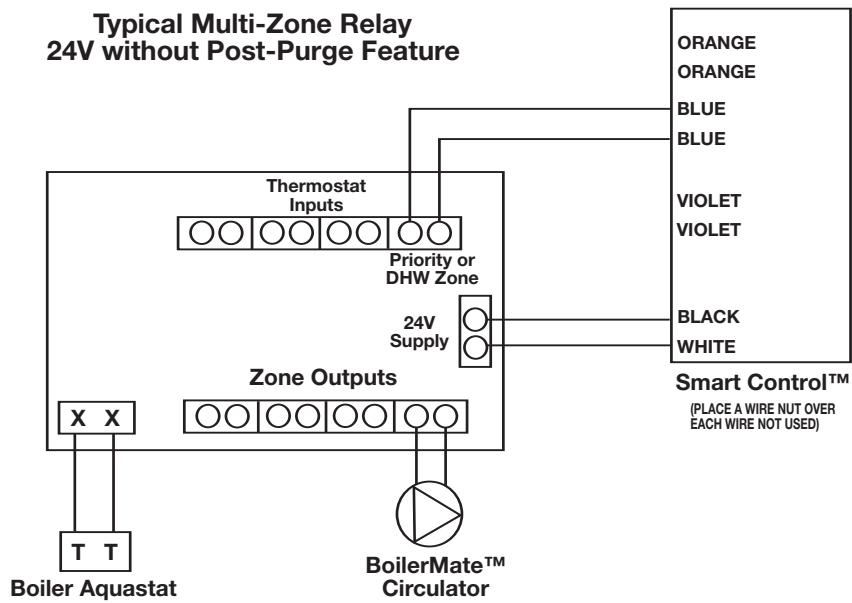 Typical Multi-Zone Relay
24V without Post-Purge Feature
ORANGE
ORANGE
BLUE
BLUE
VIOLET
VIOLET
BLACK
WHITE
Smart Control™
(PLACE A WIRE NUT OVER
EACH WIRE NOT USED)
Thermostat
Inputs
Priority or
DHW Zone
24V
Supply
Zone Outputs
X X
T T
Boiler Aquastat
BoilerMate™
Circulator